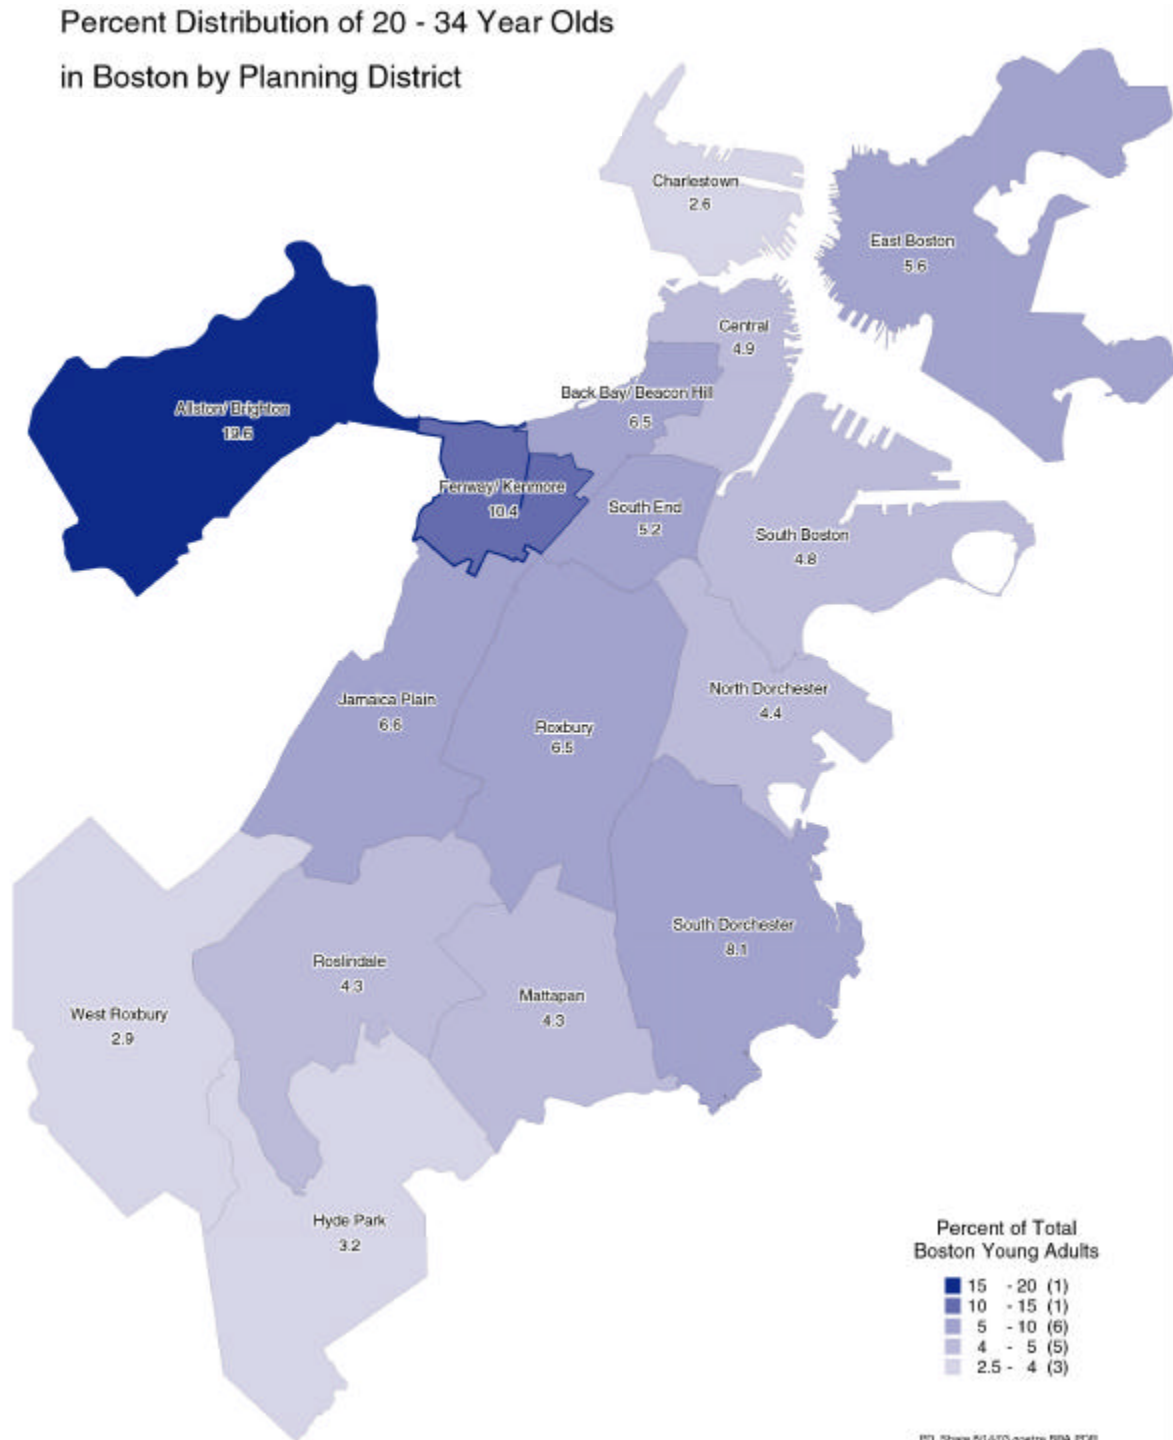 Percent Distribution of 20 - 34 Year Olds
in Boston by Planning District
Charlestown
2.6
East Boston
5.6
Central
4.9
Back Bay/ Beacon Hill
6.5
Allston/ Brighton
19.6
Fenway/ Kenmore
10.4
South End
5.2
South Boston
4.8
Jamaica Plain
6.6
Roxbury
6.5
North Dorchester
4.4
South Dorchester
8.1
Roslindale
4.3
Mattapan
4.3
West Roxbury
2.9
Hyde Park
3.2
Percent of Total
Boston Young Adults
15 - 20 (1)
10 - 15 (1)
5 - 10 (6)
4 - 5 (5)
2.5 - 4 (3)